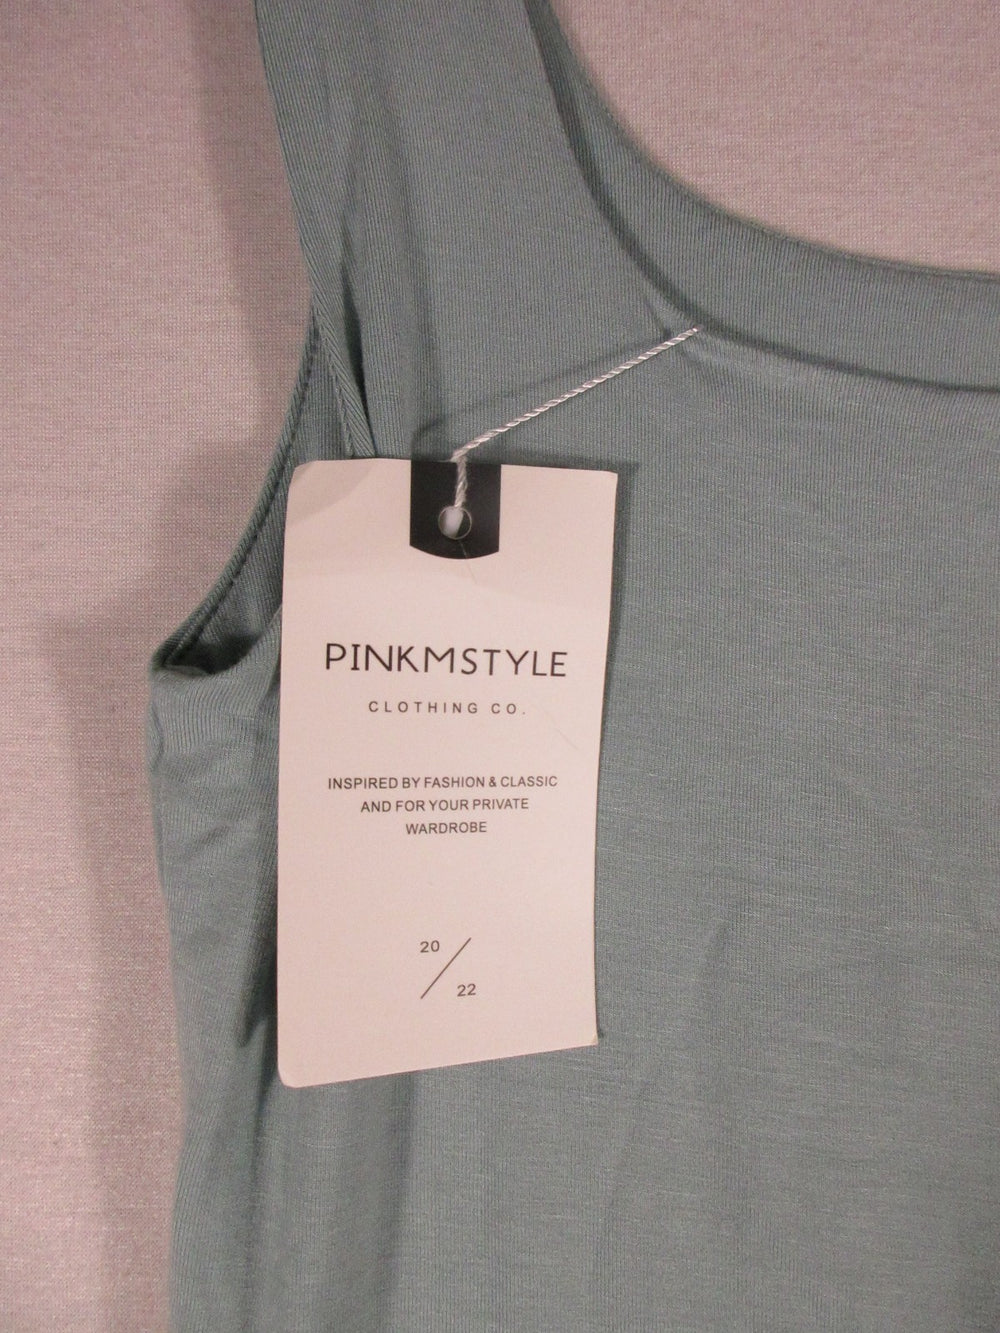 PINKMSTYLE
CLOTHING CO.
INSPIRED BY FASHION & CLASSIC
AND FOR YOUR PRIVATE
WARDROBE
20
22